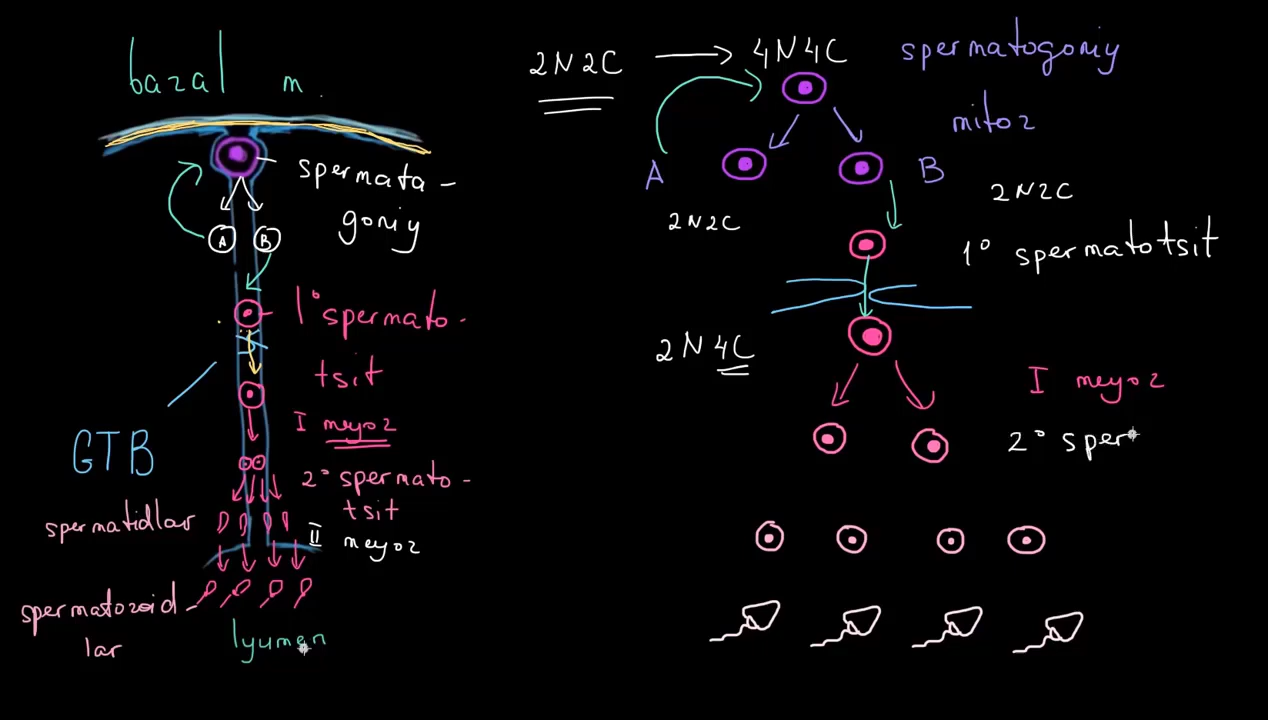 bazal m.
spermata -
goniy
A B
1° spermato -
tsit
I meyoz
GTB
2° spermato -
tsit
spermatidlar
II meyoz
spermatozoid
lar
lyumen
2N2C → 4N4C spermatogoniy
mitoz
A B
2N2C 2N2C
1° spermatotsit
2N4C
I meyoz
2° sper